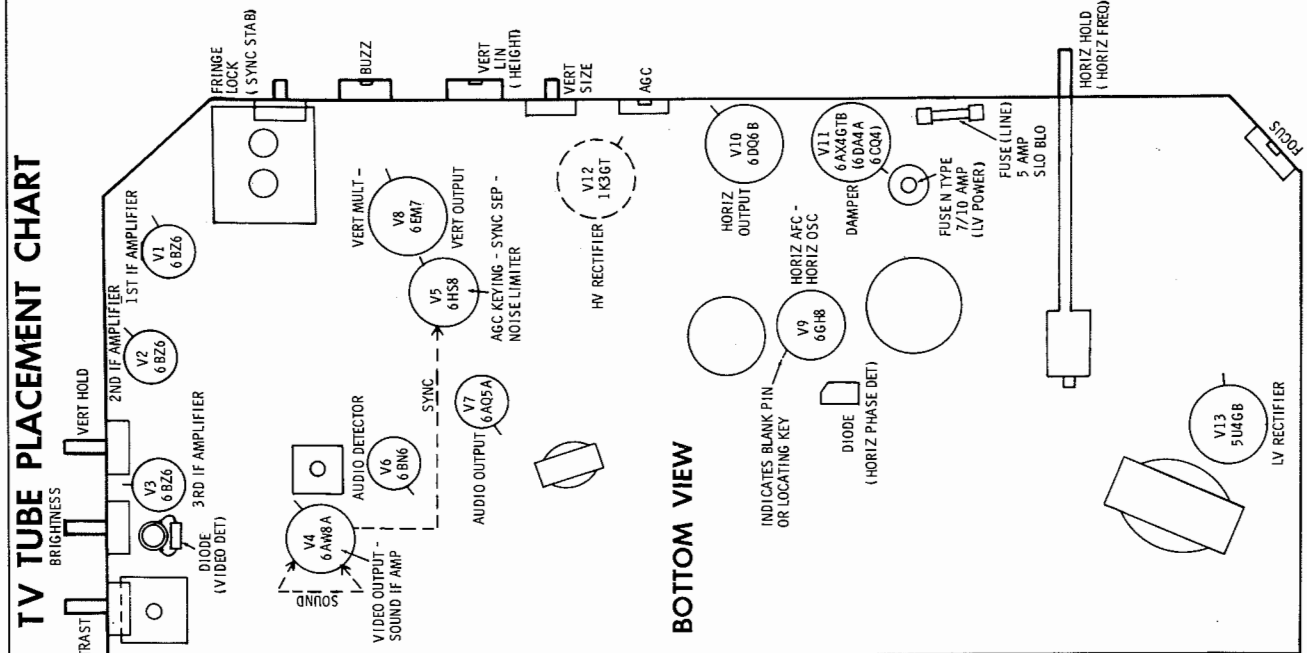 TV TUBE PLACEMENT CHART
TRAST
BRIGHTNESS
VERT HOLD
DIODE
(VIDEO DET)
V3
6BZ6
3RD IF AMPLIFIER
V2
6BZ6
2ND IF AMPLIFIER
V1
6BZ6
1ST IF AMPLIFIER
FRINGE
LOCK
(SYNC STAB)
BUZZ
VERT
LIN
(HEIGHT)
VERT
SIZE
AGC
SOUND
V4
6AW8A
VIDEO OUTPUT -
SOUND IF AMP
AUDIO DETECTOR
V6
6BN6
SYNC
V7
6AQ5A
AUDIO OUTPUT
VERT MULT -
V8
6EM7
VERT OUTPUT
V5
6HS8
AGC KEYING - SYNC SEP -
NOISE LIMITER
V12
1K3GT
HV RECTIFIER
BOTTOM VIEW
INDICATES BLANK PIN
OR LOCATING KEY
HORIZ
OUTPUT
V10
6DQ6B
V11
6AX4GTB
(6DA4A
6CQ4)
DAMPER
HORIZ AFC -
HORIZ OSC
V9
6GH8
DIODE
(HORIZ PHASE DET)
FUSE N TYPE
7/10 AMP
(LV POWER)
FUSE (LINE)
5 AMP
SLO BLO
HORIZ HOLD
(HORIZ FREQ)
FOCUS
V13
5U4GB
LV RECTIFIER